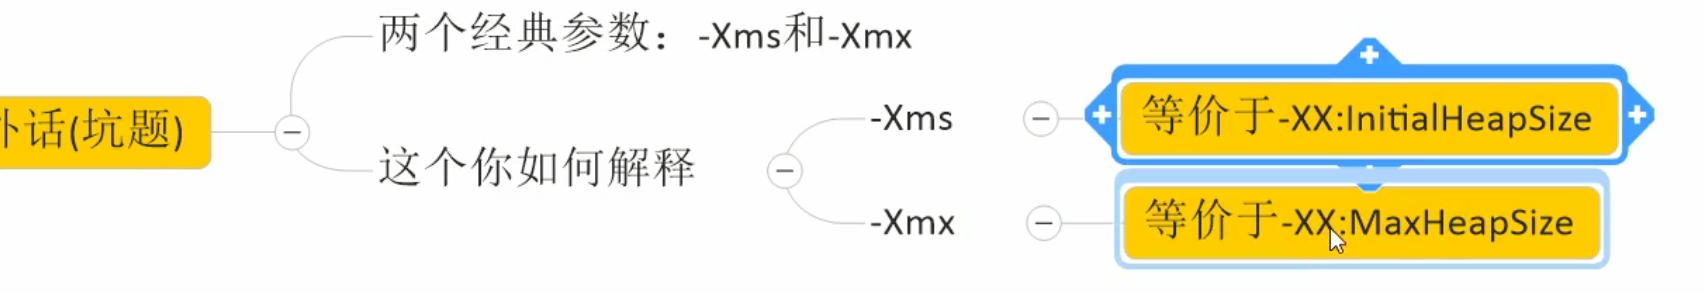 外话(坑题)
两个经典参数：-Xms和-Xmx
这个你如何解释
-Xms
等价于-XX:InitialHeapSize
-Xmx
等价于-XX:MaxHeapSize